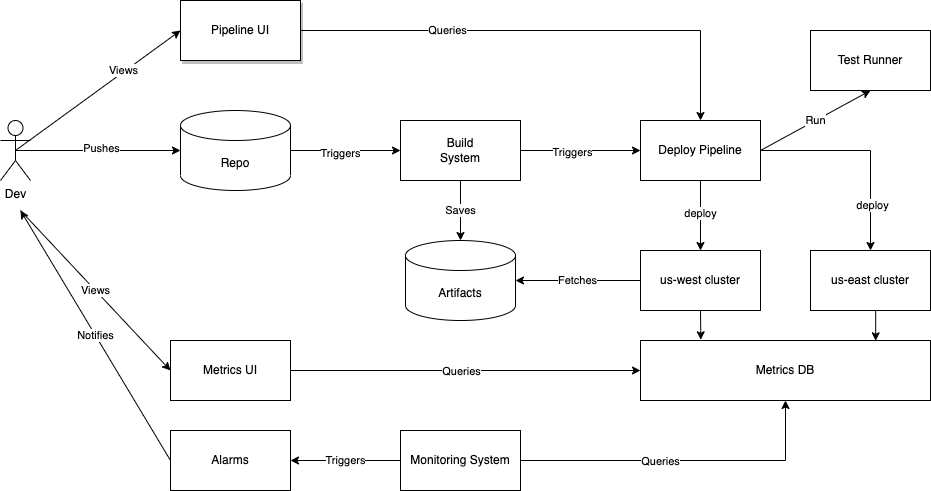 Pipeline UI
Queries
Test Runner
Views
Run
Pushes
Repo
Triggers
Build
System
Triggers
Deploy Pipeline
Dev
Saves
deploy
deploy
Artifacts
Fetches
us-west cluster
us-east cluster
Views
Notifies
Metrics UI
Queries
Metrics DB
Alarms
Triggers
Monitoring System
Queries